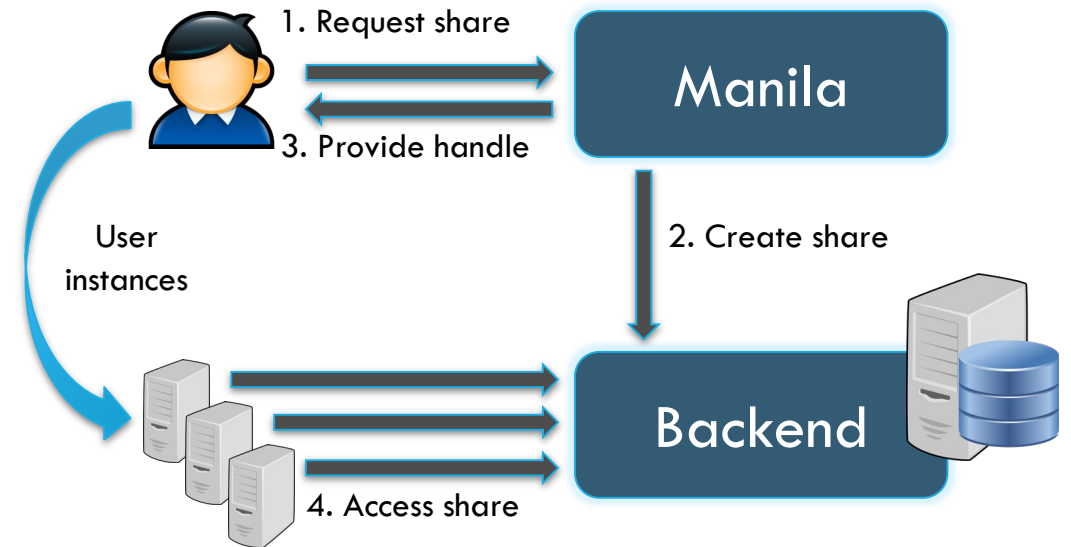 1. Request share
Manila
3. Provide handle
User
instances
2. Create share
Backend
4. Access share